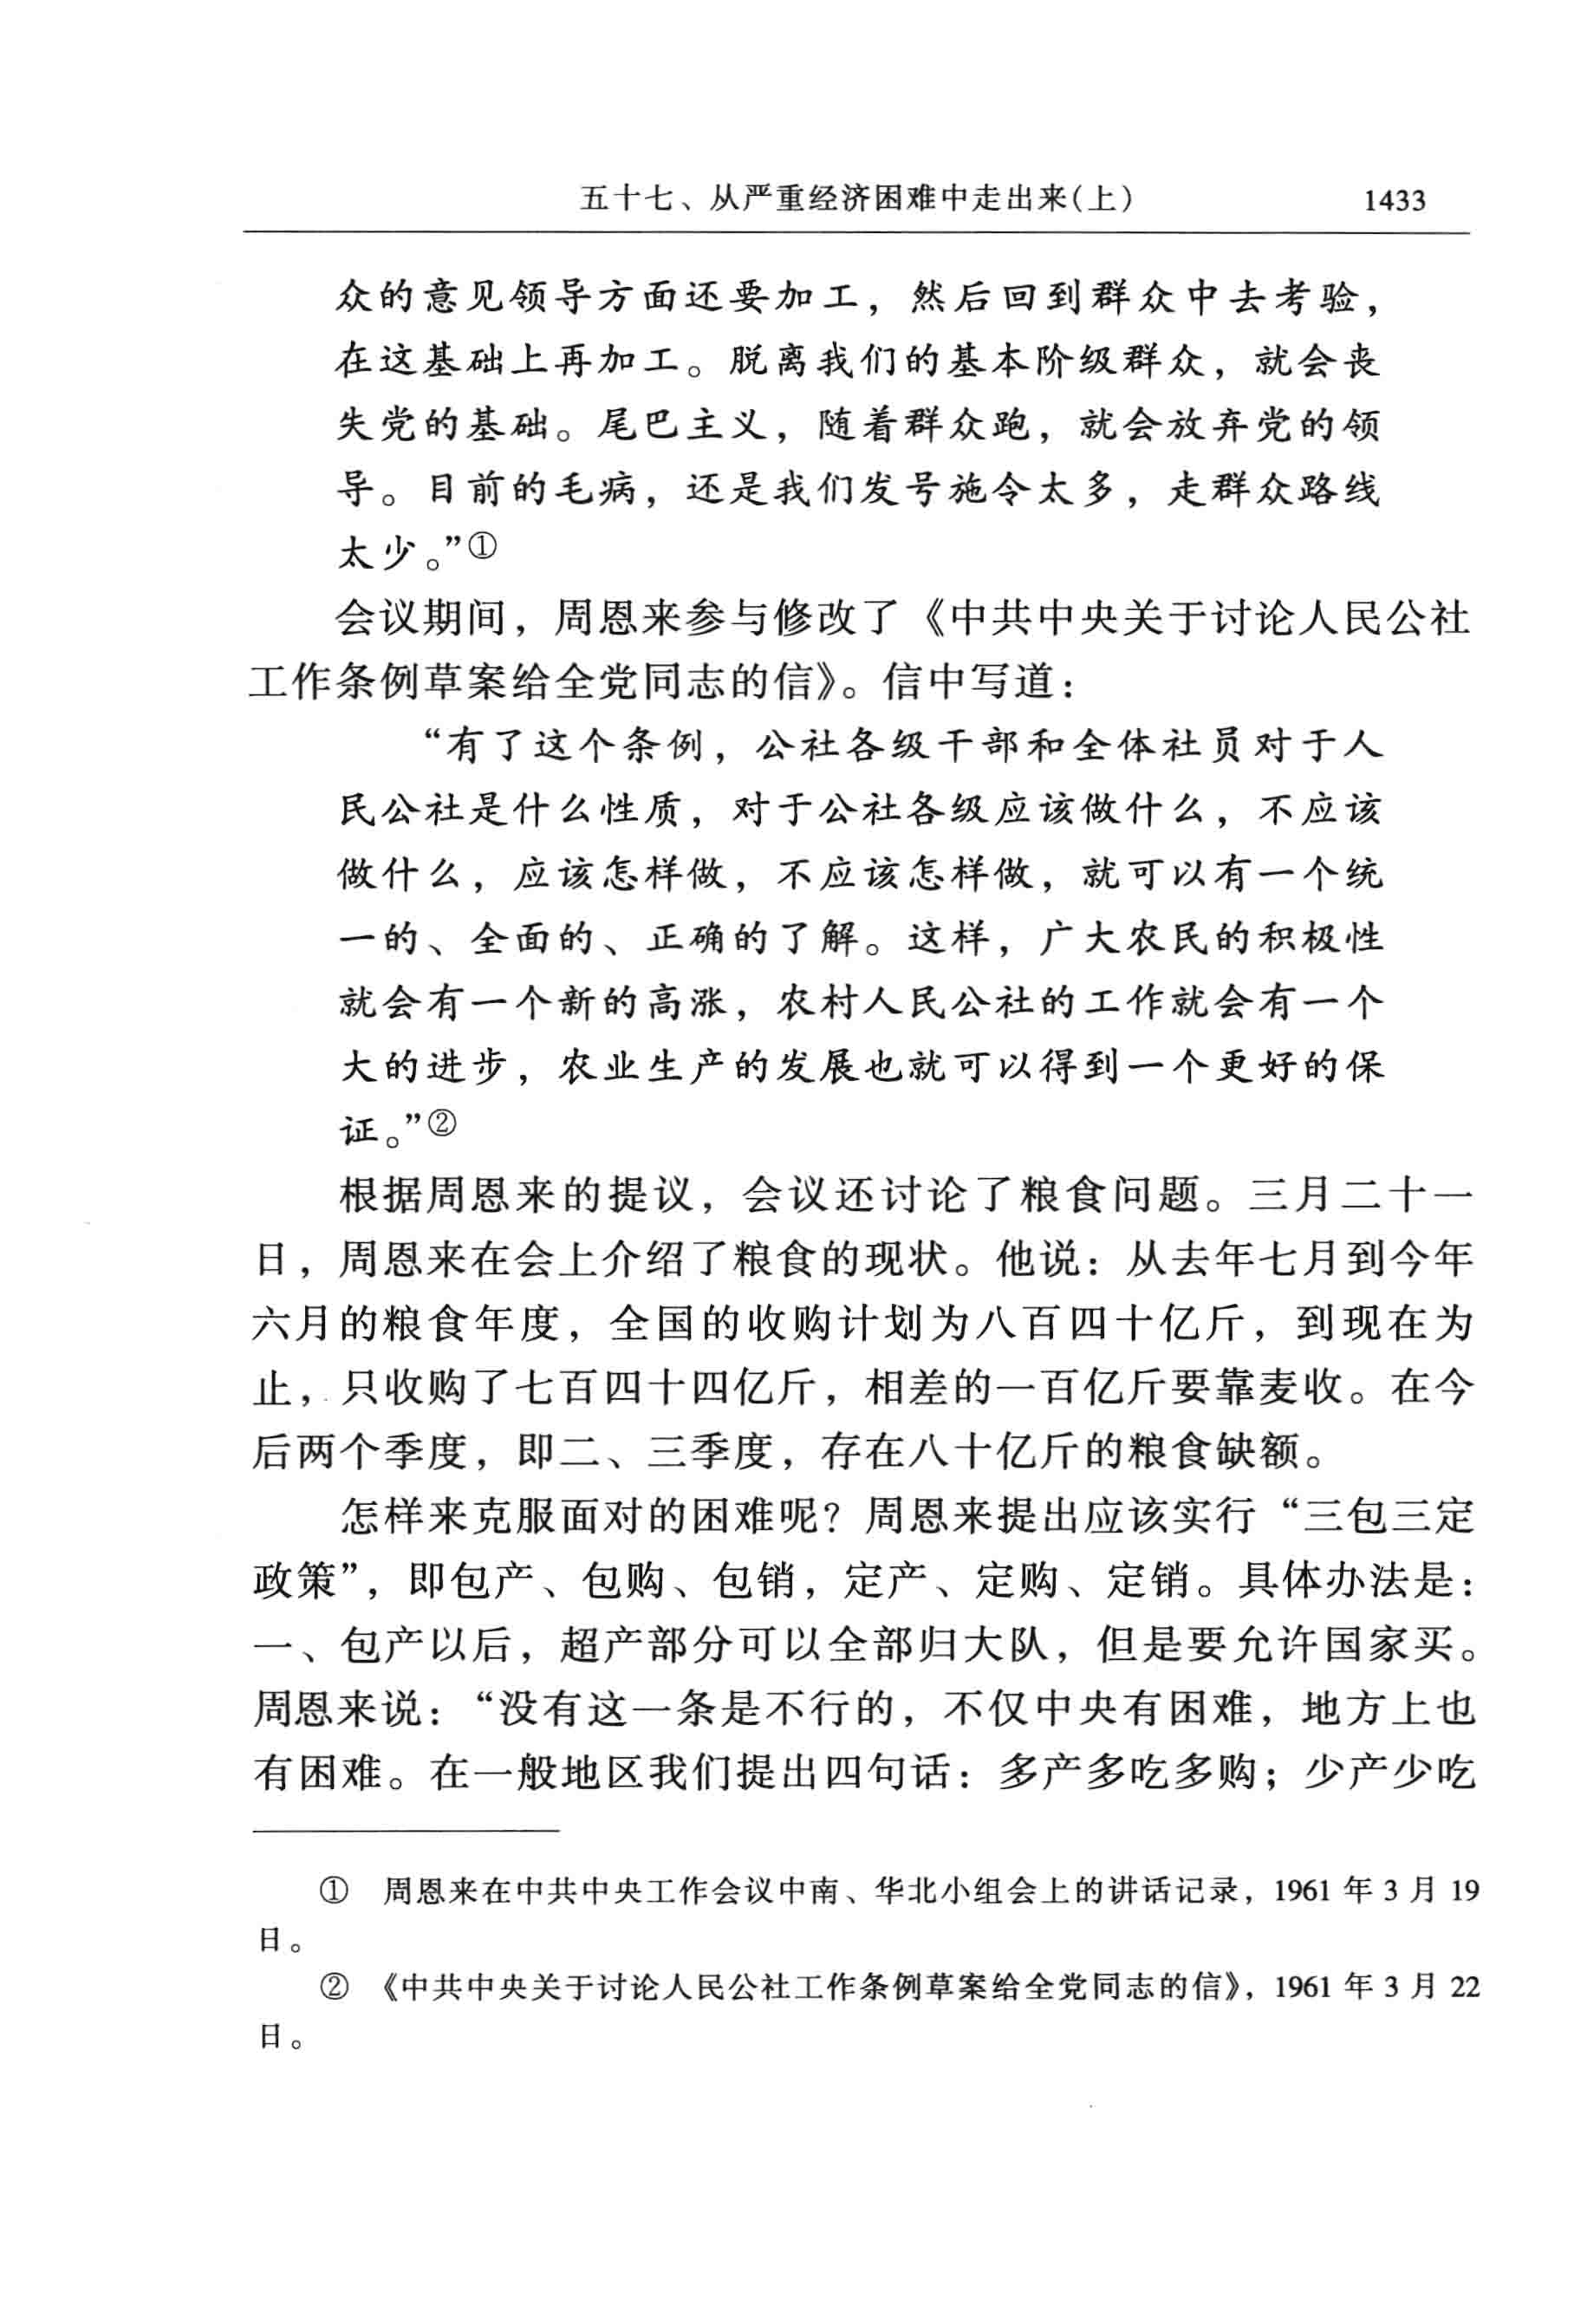 五十七、从严重经济困难中走出来(上) 1433
众的意见领导方面还要加工，然后回到群众中去考验，
在这基础上再加工。脱离我们的基本阶级群众，就会丧
失党的基础。尾巴主义，随着群众跑，就会放弃党的领
导。目前的毛病，还是我们发号施令太多，走群众路线
太少。”①
会议期间，周恩来参与修改了《中共中央关于讨论人民公社
工作条例草案给全党同志的信》。信中写道：
“有了这个条例，公社各级干部和全体社员对于人
民公社是什么性质，对于公社各级应该做什么，不应该
做什么，应该怎样做，不应该怎样做，就可以有一个统
一的、全面的、正确的了解。这样，广大农民的积极性
就会有一个新的高涨，农村人民公社的工作就会有一个
大的进步，农业生产的发展也就可以得到一个更好的保
证。”②
根据周恩来的提议，会议还讨论了粮食问题。三月二十一
日，周恩来在会上介绍了粮食的现状。他说：从去年七月到今年
六月的粮食年度，全国的收购计划为八百四十亿斤，到现在为
止，只收购了七百四十四亿斤，相差的一百亿斤要靠麦收。在今
后两个季度，即二、三季度，存在八十亿斤的粮食缺额。
怎样来克服面对的困难呢？周恩来提出应该实行“三包三定
政策”，即包产、包购、包销，定产、定购、定销。具体办法是：
一、包产以后，超产部分可以全部归大队，但是要允许国家买。
周恩来说：“没有这一条是不行的，不仅中央有困难，地方上也
有困难。在一般地区我们提出四句话：多产多吃多购；少产少吃
① 周恩来在中共中央工作会议中南、华北小组会上的讲话记录，1961 年 3 月 19
日。
② 《中共中央关于讨论人民公社工作条例草案给全党同志的信》，1961 年 3 月 22
日。